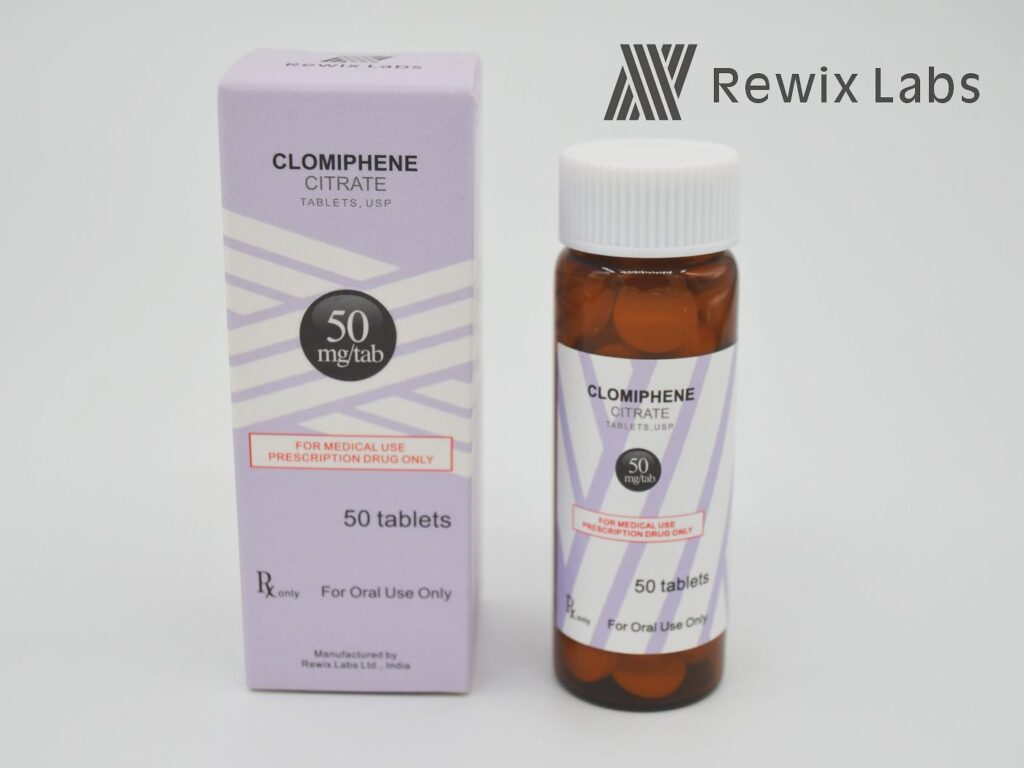 Rewix Labs
Rewix Labs
CLOMIPHENE
CITRATE
TABLETS, USP
50
mg/tab
FOR MEDICAL USE
PRESCRIPTION DRUG ONLY
50 tablets
Rx only For Oral Use Only
Manufactured by
Rewix Labs Ltd., India
CLOMIPHENE
CITRATE
TABLETS,USP
50
mg/tab
FOR MEDICAL USE
PRESCRIPTION DRUG ONLY
50 tablets
Rx only For Oral Use Only